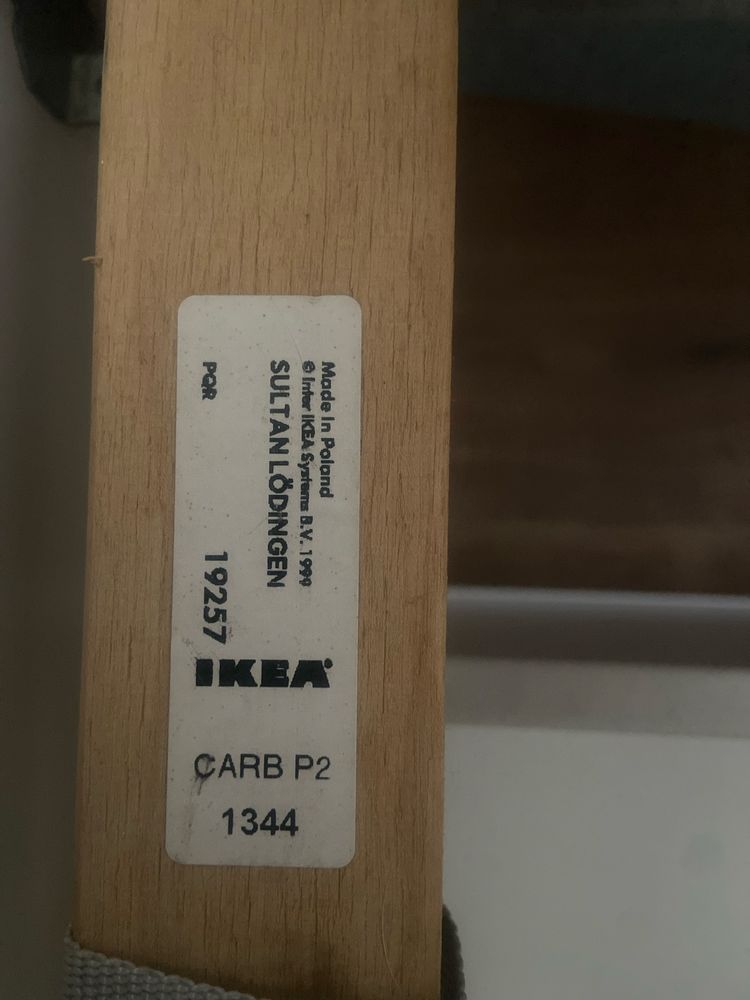 Made in Poland
© Inter IKEA Systems B.V. 1999
SULTAN LÖDINGEN
PQR
19257
IKEA®
CARB P2
1344